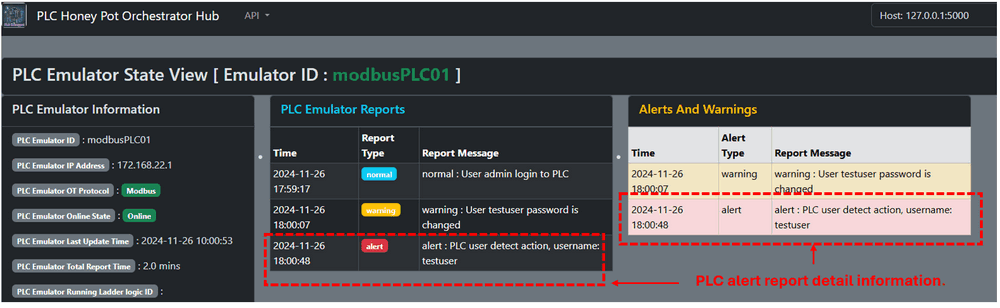 PLC Honey Pot Orchestrator Hub
API
Host: 127.0.0.1:5000
PLC Emulator State View [ Emulator ID : modbusPLC01 ]
PLC Emulator Information
PLC Emulator ID : modbusPLC01
PLC Emulator IP Address : 172.168.22.1
PLC Emulator OT Protocol : Modbus
PLC Emulator Online State : Online
PLC Emulator Last Update Time : 2024-11-26 10:00:53
PLC Emulator Total Report Time : 2.0 mins
PLC Emulator Running Ladder logic ID :
PLC Emulator Reports
Time
Report
Type
Report Message
2024-11-26
17:59:17
normal
normal : User admin login to PLC
2024-11-26
18:00:07
warning
warning : User testuser password is
changed
2024-11-26
18:00:48
alert
alert : PLC user detect action, username:
testuser
Alerts And Warnings
Time
Alert
Type
Report Message
2024-11-26
18:00:07
warning
warning : User testuser password is
changed
2024-11-26
18:00:48
alert
alert : PLC user detect action, username:
testuser
PLC alert report detail information.